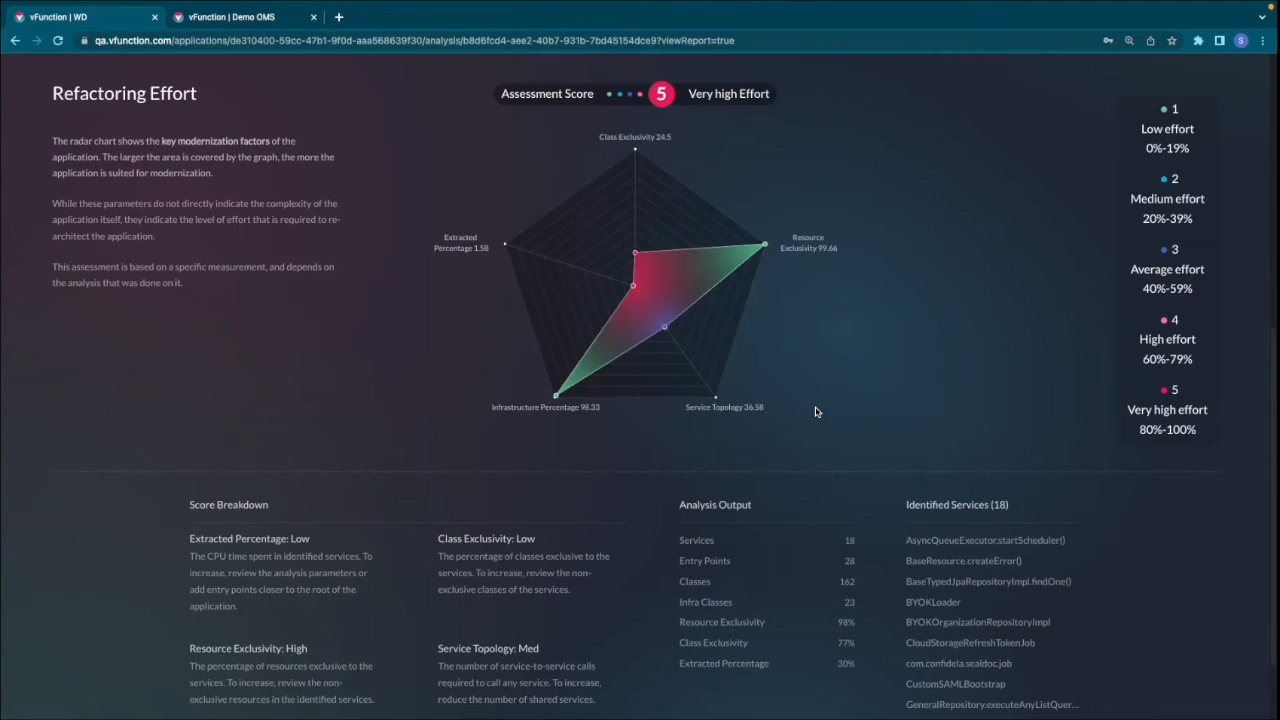 vFunction | WD
vFunction | Demo OMS
qa.vfunction.com/applications/de310400-59cc-47b1-9f0d-aaa568639f30/analysis/b8d6fcd4-aee2-40b7-931b-7bd45154dce9?viewReport=true
S
Refactoring Effort
The radar chart shows the key modernization factors of the
application. The larger the area is covered by the graph, the more the
application is suited for modernization.
While these parameters do not directly indicate the complexity of the
application itself, they indicate the level of effort that is required to re-
architect the application.
This assessment is based on a specific measurement, and depends on
the analysis that was done on it.
Assessment Score 5 Very high Effort
Class Exclusivity 24.5
Extracted
Percentage 1.58
Resource
Exclusivity 99.66
Infrastructure Percentage 98.33
Service Topology 36.58
1
Low effort
0%-19%
2
Medium effort
20%-39%
3
Average effort
40%-59%
4
High effort
60%-79%
5
Very high effort
80%-100%
Score Breakdown
Extracted Percentage: Low
The CPU time spent in identified services. To
increase, review the analysis parameters or
add entry points closer to the root of the
application.
Class Exclusivity: Low
The percentage of classes exclusive to the
services. To increase, review the non-
exclusive classes of the services.
Resource Exclusivity: High
The percentage of resources exclusive to the
services. To increase, review the non-
exclusive resources in the identified services.
Service Topology: Med
The number of service-to-service calls
required to call any service. To increase,
reduce the number of shared services.
Analysis Output
Services 18
Entry Points 28
Classes 162
Infra Classes 23
Resource Exclusivity 98%
Class Exclusivity 77%
Extracted Percentage 30%
Identified Services (18)
AsyncQueueExecutor.startScheduler()
BaseResource.createError()
BaseTypedJpaRepositoryImpl.findOne()
BYOKLoader
BYOKOrganizationRepositoryImpl
CloudStorageRefreshTokenJob
com.confidela.sealdoc.job
CustomSAMLBootstrap
GeneralRepository.executeAnyListQuer...